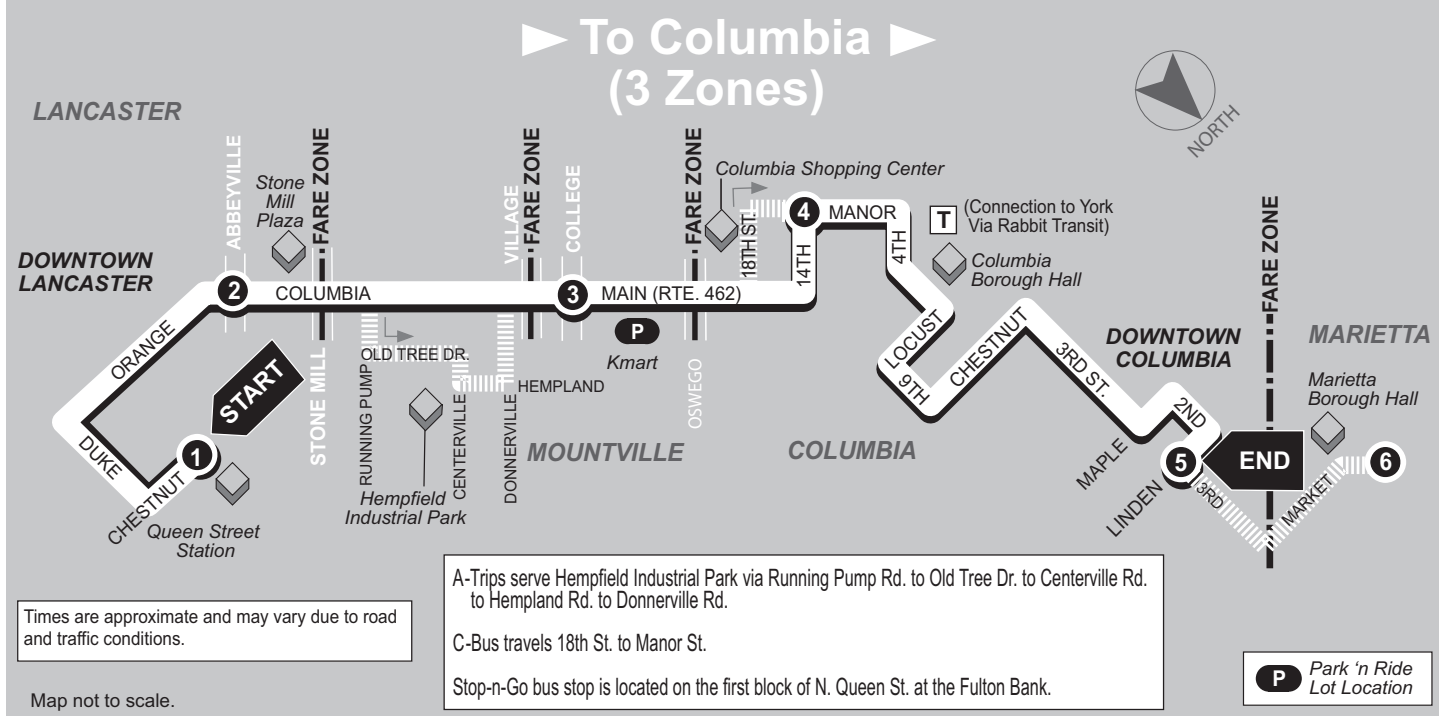 To Columbia
(3 Zones)
LANCASTER
NORTH
DOWNTOWN
LANCASTER
ABBEYVILLE
Stone
Mill
Plaza
FARE ZONE
VILLAGE
FARE ZONE
COLLEGE
FARE ZONE
Columbia Shopping Center
18TH ST.
4
MANOR
14TH
4TH
T
(Connection to York
Via Rabbit Transit)
Columbia
Borough Hall
FARE ZONE
2
COLUMBIA
3
MAIN (RTE. 462)
P
Kmart
ORANGE
START
DUKE
1
CHESTNUT
Queen Street
Station
STONE MILL
RUNNING PUMP
OLD TREE DR.
CENTERVILLE
HEMPLAND
DONNERVILLE
Hempfield
Industrial Park
MOUNTVILLE
OSWEGO
COLUMBIA
LOCUST
9TH
CHESTNUT
3RD ST.
DOWNTOWN
COLUMBIA
MAPLE
2ND
LINDEN
5
END
3RD
MARKET
MARIETTA
Marietta
Borough Hall
6
Times are approximate and may vary due to road
and traffic conditions.
Map not to scale.
A-Trips serve Hempfield Industrial Park via Running Pump Rd. to Old Tree Dr. to Centerville Rd.
to Hempland Rd. to Donnerville Rd.
C-Bus travels 18th St. to Manor St.
Stop-n-Go bus stop is located on the first block of N. Queen St. at the Fulton Bank.
P
Park 'n Ride
Lot Location